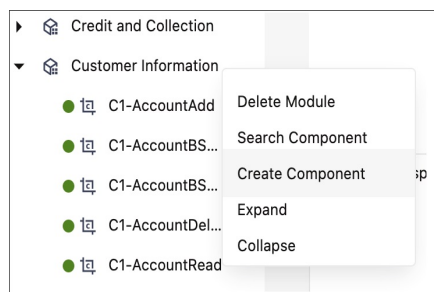 Credit and Collection
Customer Information
C1-AccountAdd
C1-AccountBS...
C1-AccountBS...
C1-AccountDel...
C1-AccountRead
Delete Module
Search Component
Create Component
Expand
Collapse
sp